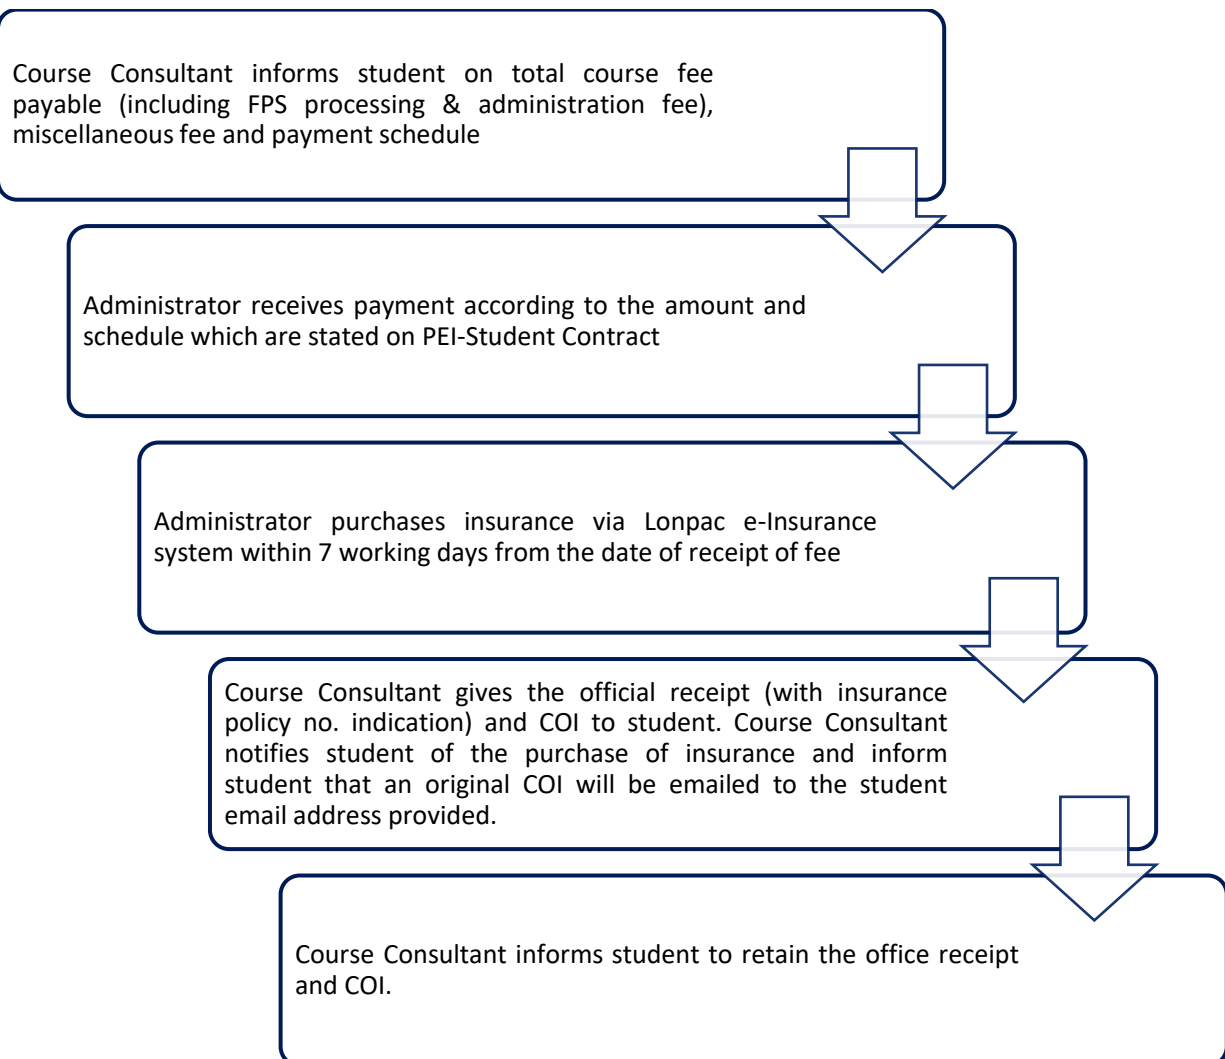 Course Consultant informs student on total course fee
payable (including FPS processing & administration fee),
miscellaneous fee and payment schedule
Administrator receives payment according to the amount and
schedule which are stated on PEI-Student Contract
Administrator purchases insurance via Lonpac e-Insurance
system within 7 working days from the date of receipt of fee
Course Consultant gives the official receipt (with insurance
policy no. indication) and COI to student. Course Consultant
notifies student of the purchase of insurance and inform
student that an original COI will be emailed to the student
email address provided.
Course Consultant informs student to retain the office receipt
and COI.